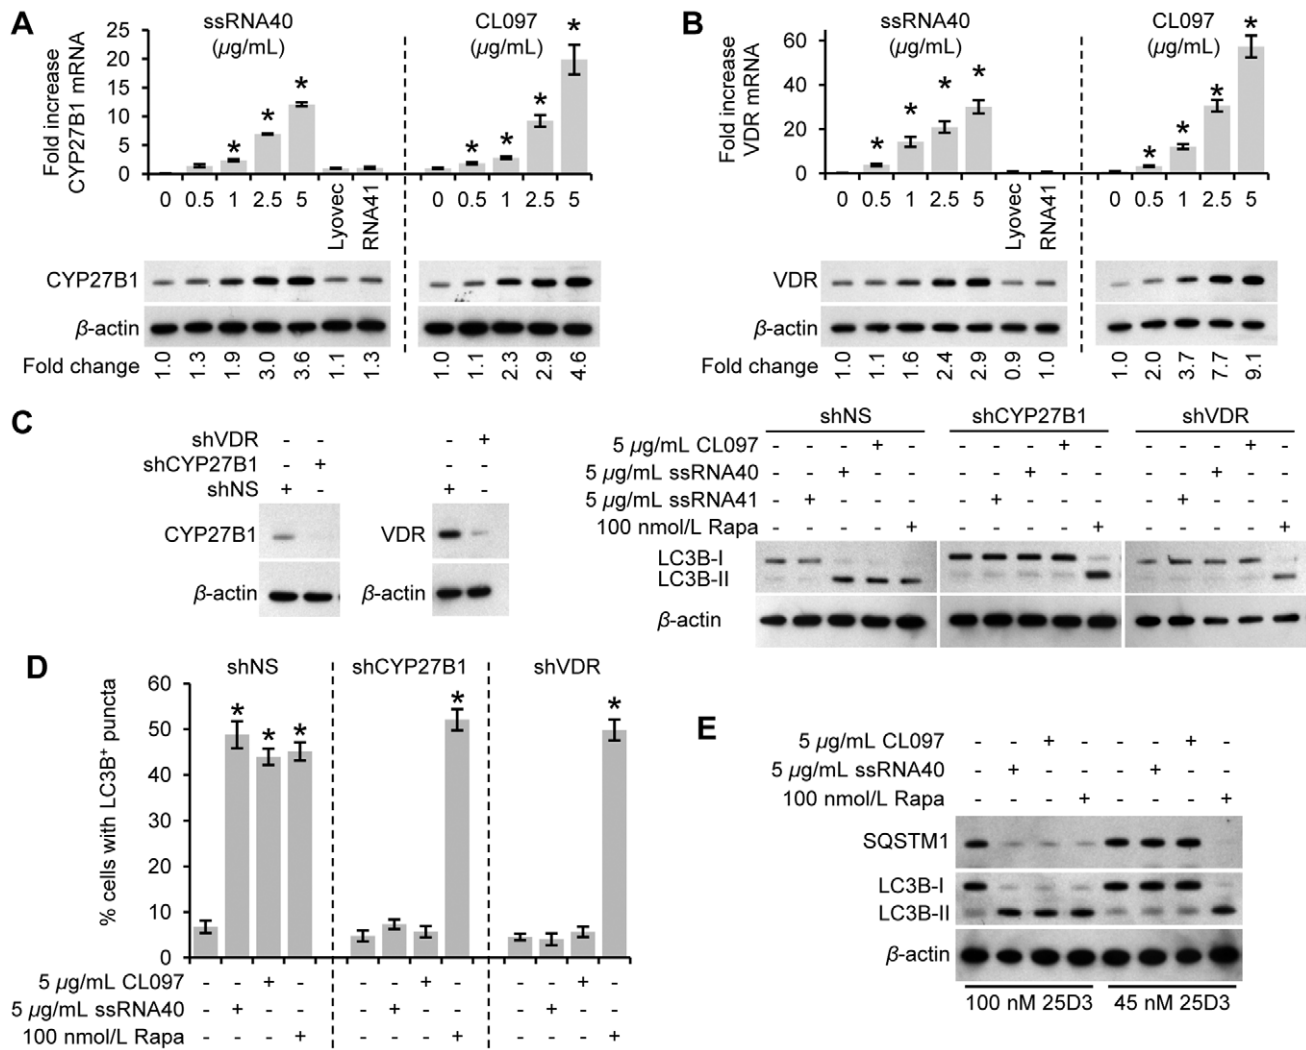 A
ssRNA40
(µg/mL)
CL097
(µg/mL)
Fold increase
CYP27B1 mRNA
25
20
15
10
5
0
* * * * * * *
0 0.5 1 2.5 5 Lyovec RNA41 0 0.5 1 2.5 5
CYP27B1
β-actin
Fold change 1.0 1.3 1.9 3.0 3.6 1.1 1.3 1.0 1.1 2.3 2.9 4.6
B
ssRNA40
(µg/mL)
CL097
(µg/mL)
Fold increase
VDR mRNA
60
40
20
0
* * * * * * * *
0 0.5 1 2.5 5 Lyovec RNA41 0 0.5 1 2.5 5
VDR
β-actin
Fold change 1.0 1.1 1.6 2.4 2.9 0.9 1.0 1.0 2.0 3.7 7.7 9.1
C
shVDR - - - +
shCYP27B1 - + - -
shNS + - + -
CYP27B1
β-actin
VDR
β-actin
shNS shCYP27B1 shVDR
5 µg/mL CL097 - - - + - - - - + - - - - + -
5 µg/mL ssRNA40 - - + - - - - + - - - - + - -
5 µg/mL ssRNA41 - + - - - - + - - - - + - - -
100 nmol/L Rapa - - - - + - - - - + - - - - +
LC3B-I
LC3B-II
β-actin
D
shNS shCYP27B1 shVDR
% cells with LC3B+ puncta
60
50
40
30
20
10
0
* * * * *
5 µg/mL CL097 - - + - - - + - - - + -
5 µg/mL ssRNA40 - + - - - + - - - + - -
100 nmol/L Rapa - - - + - - - + - - - +
E
5 µg/mL CL097 - - + - - - + -
5 µg/mL ssRNA40 - + - - - + - -
100 nmol/L Rapa - - - + - - - +
SQSTM1
LC3B-I
LC3B-II
β-actin
100 nM 25D3 45 nM 25D3